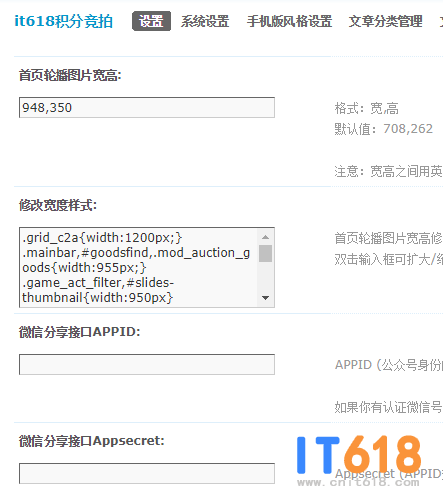 it618积分竞拍 设置 系统设置 手机版风格设置 文章分类管理
首页轮播图片宽高:
948,350
格式：宽,高
默认值：708,262
注意：宽高之间用英
修改宽度样式:
.grid_c2a{width:1200px;}
.mainbar,#goodsfind,.mod_auction_g
oods{width:955px;}
.game_act_filter,#slides-
thumbnail{width:950px}
首页轮播图片宽高修
双击输入框可扩大/缩
微信分享接口APPID:
APPID (公众号身份的
如果你有认证微信号
微信分享接口Appsecret:
Appsecret (APPID
IT618
www.cnit618.com